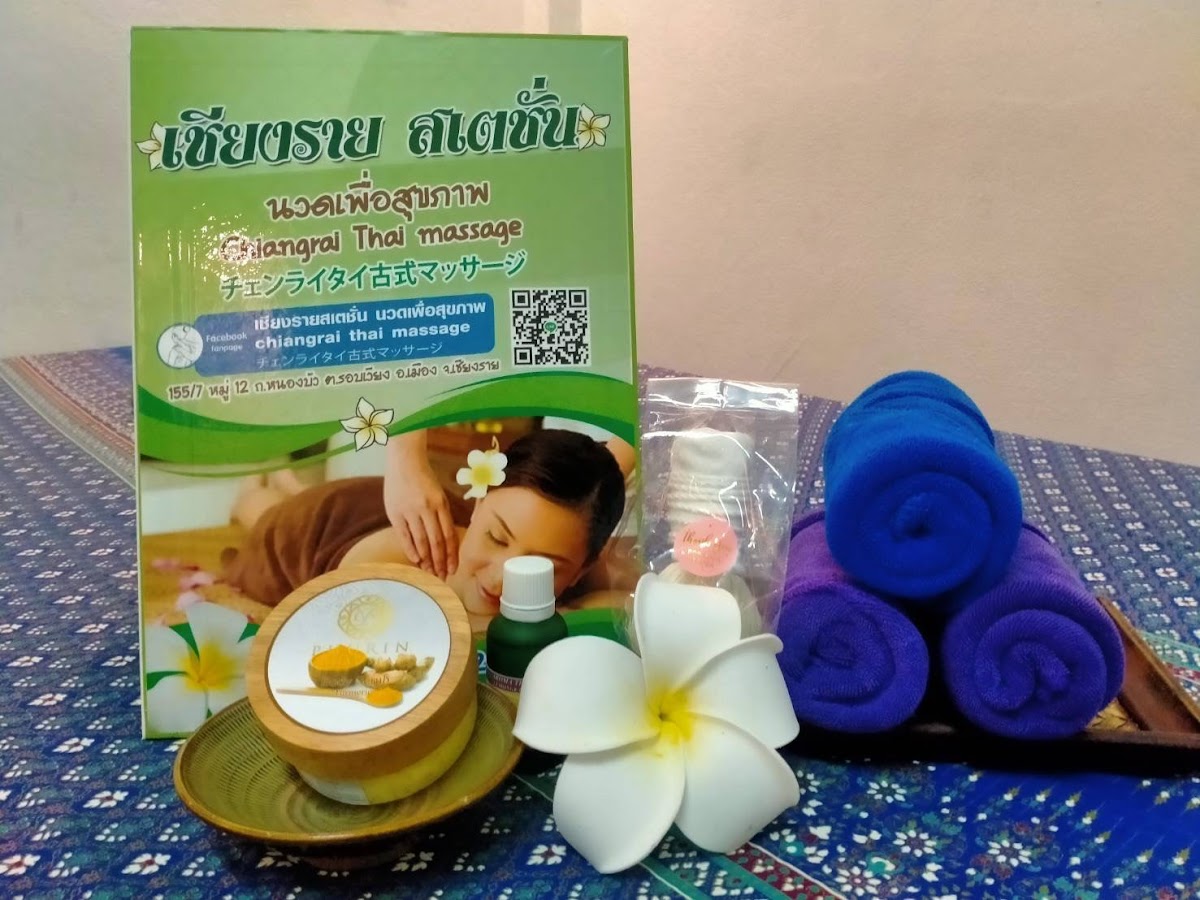 เชียงราย สเตชั่น
นวดเพื่อสุขภาพ
Chiangrai Thai massage
チェンライタイ古式マッサージ
Facebook
fanpage
เชียงรายสเตชั่น นวดเพื่อสุขภาพ
chiangrai thai massage
チェンライタイ古式マッサージ
155/7 หมู่ 12 ถ.หนองบัว ต.รอบเวียง อ.เมือง จ.เชียงราย